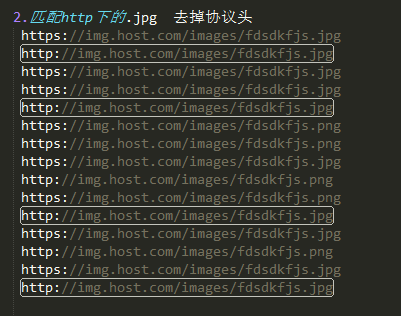 2.匹配http下的.jpg 去掉协议头
https://img.host.com/images/fdsdkfjs.jpg
http://img.host.com/images/fdsdkfjs.jpg
https://img.host.com/images/fdsdkfjs.jpg
https://img.host.com/images/fdsdkfjs.jpg
http://img.host.com/images/fdsdkfjs.jpg
https://img.host.com/images/fdsdkfjs.png
https://img.host.com/images/fdsdkfjs.png
https://img.host.com/images/fdsdkfjs.jpg
http://img.host.com/images/fdsdkfjs.png
https://img.host.com/images/fdsdkfjs.png
http://img.host.com/images/fdsdkfjs.jpg
https://img.host.com/images/fdsdkfjs.jpg
http://img.host.com/images/fdsdkfjs.png
https://img.host.com/images/fdsdkfjs.jpg
http://img.host.com/images/fdsdkfjs.jpg